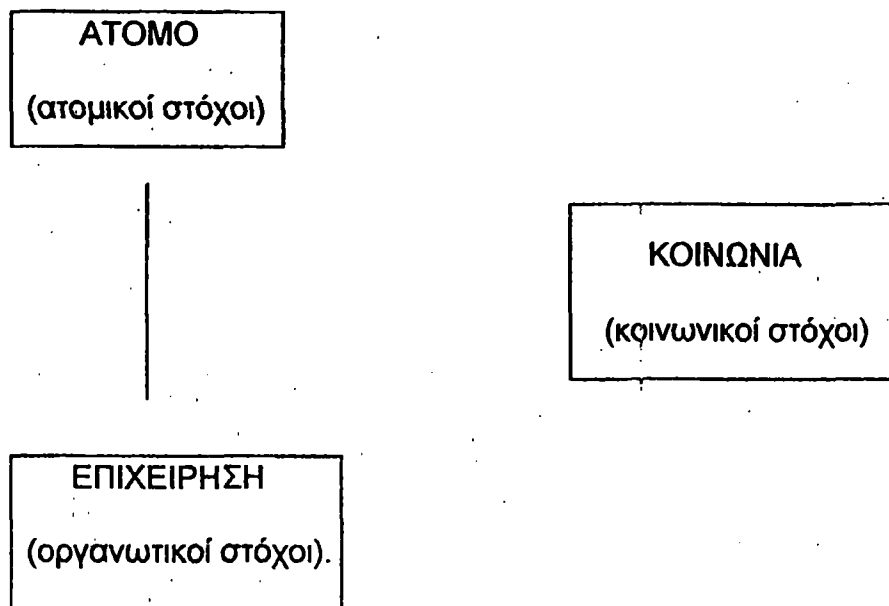 ΑΤΟΜΟ
(ατομικοί στόχοι)
ΚΟΙΝΩΝΙΑ
(κοινωνικοί στόχοι)
ΕΠΙΧΕΙΡΗΣΗ
(οργανωτικοί στόχοι).